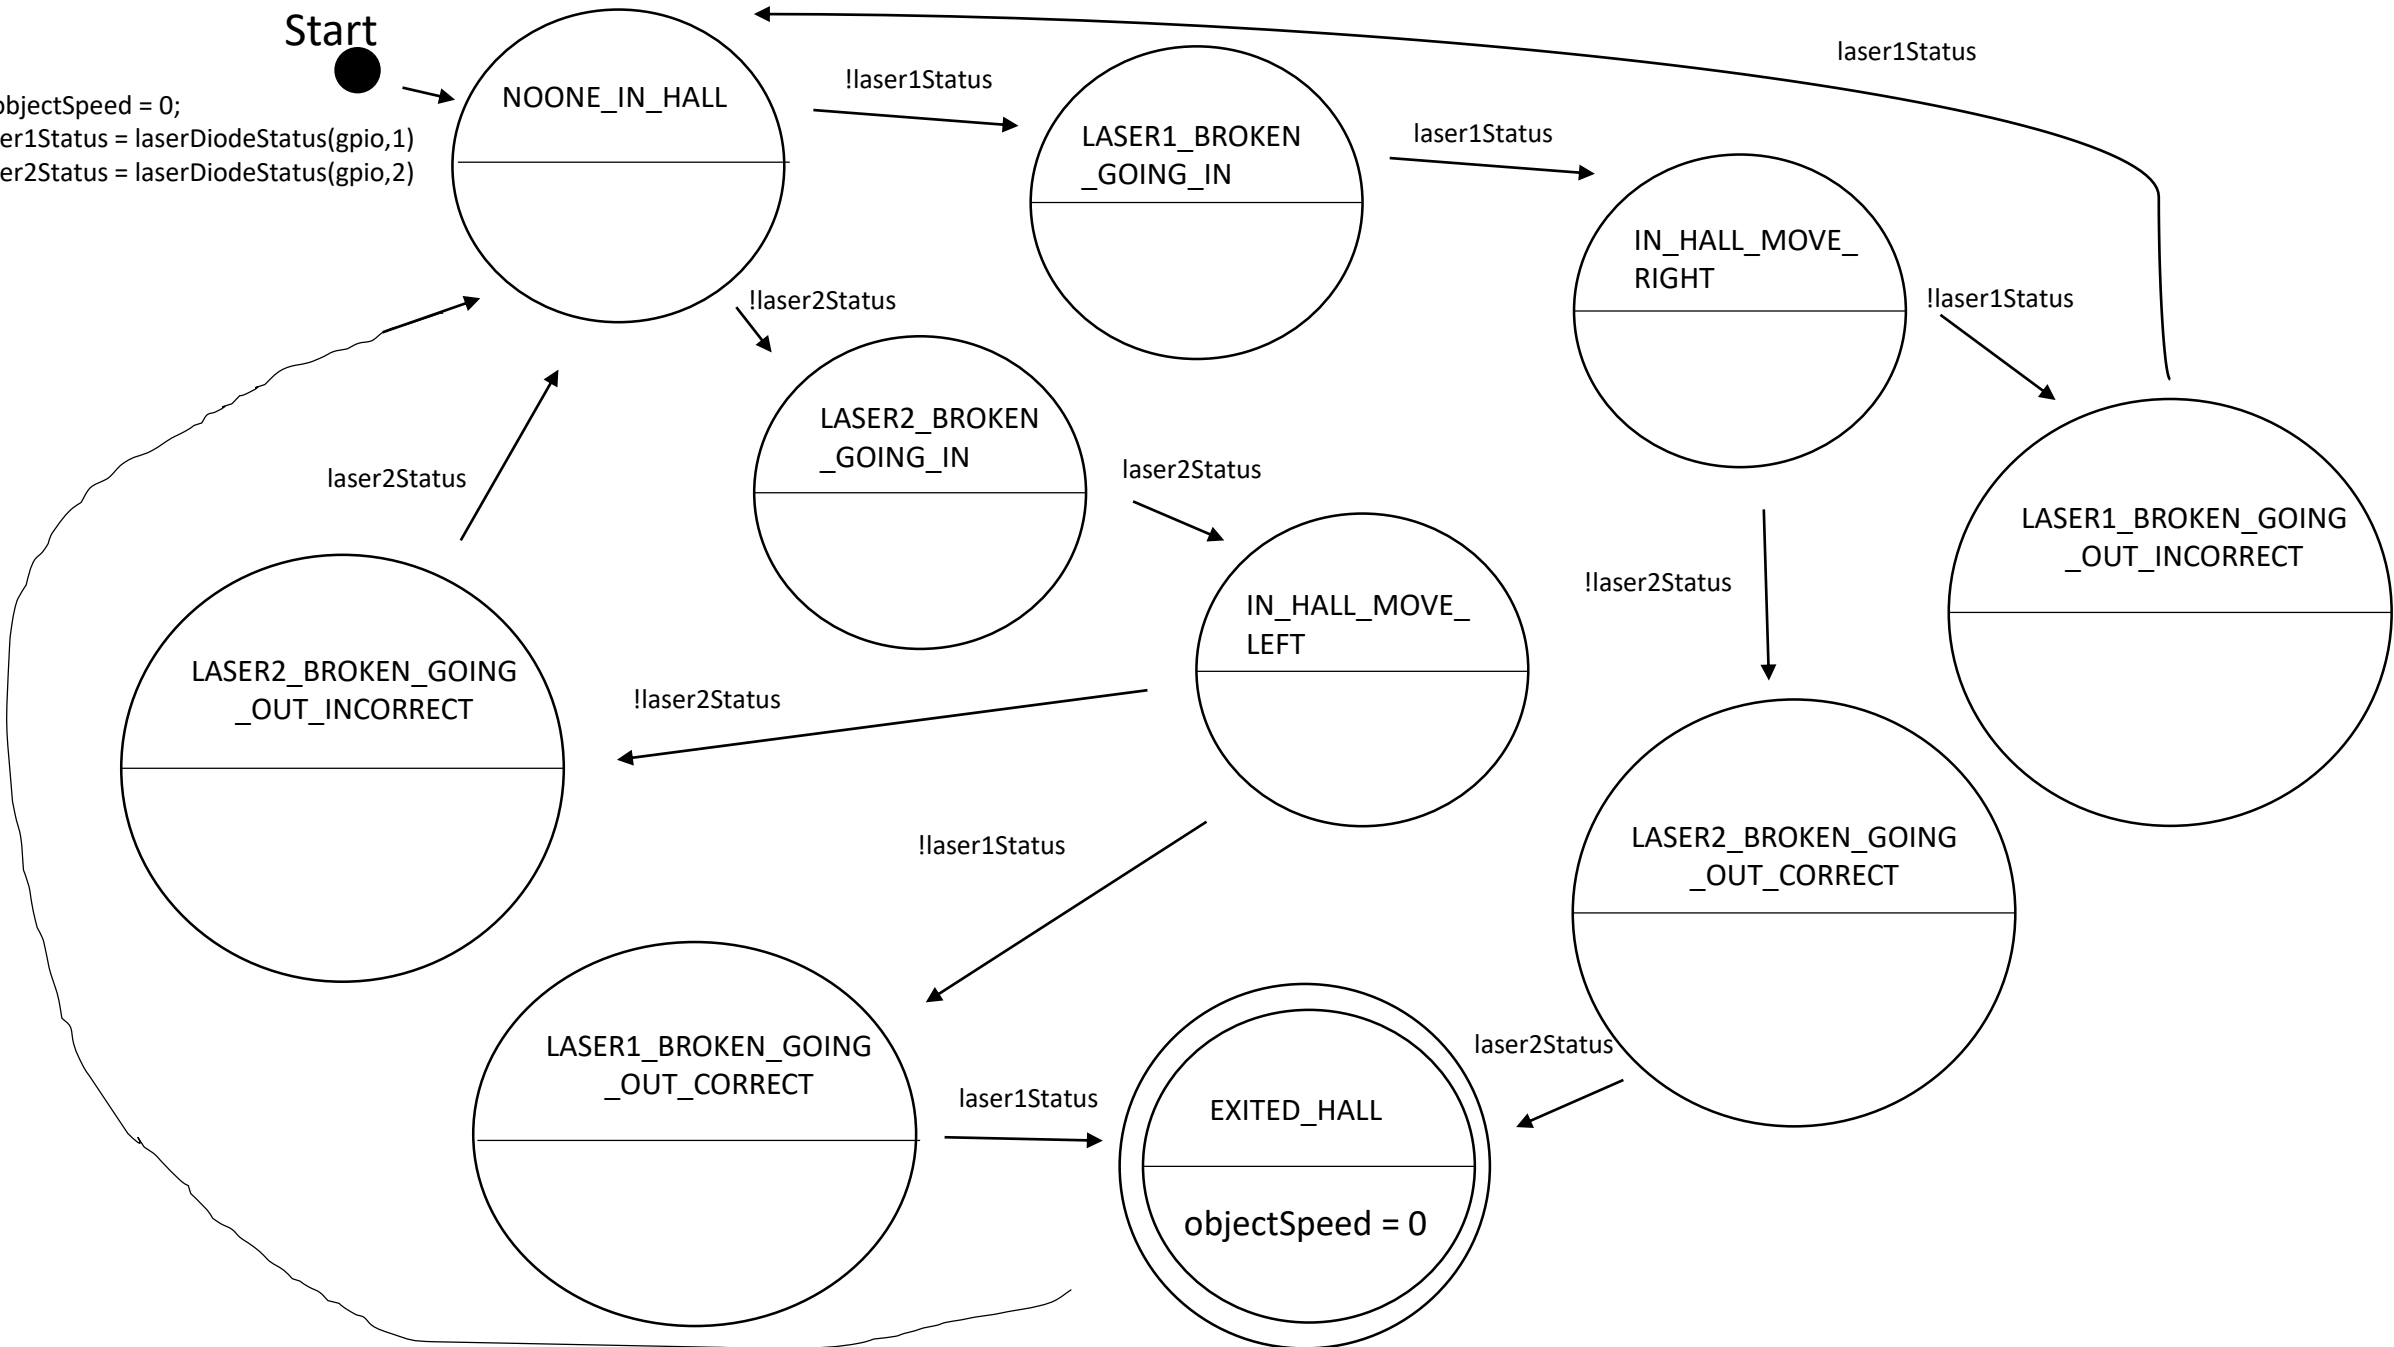 Start
objectSpeed = 0;
er1Status = laserDiodeStatus(gpio,1)
er2Status = laserDiodeStatus(gpio,2)
NOONE_IN_HALL
!laser1Status
LASER1_BROKEN
_GOING_IN
laser1Status
laser1Status
IN_HALL_MOVE_
RIGHT
!laser1Status
!laser2Status
LASER2_BROKEN
_GOING_IN
laser2Status
laser2Status
IN_HALL_MOVE_
LEFT
!laser2Status
LASER1_BROKEN_GOING
_OUT_INCORRECT
LASER2_BROKEN_GOING
_OUT_INCORRECT
!laser2Status
!laser1Status
LASER2_BROKEN_GOING
_OUT_CORRECT
LASER1_BROKEN_GOING
_OUT_CORRECT
laser1Status
laser2Status
EXITED_HALL
objectSpeed = 0